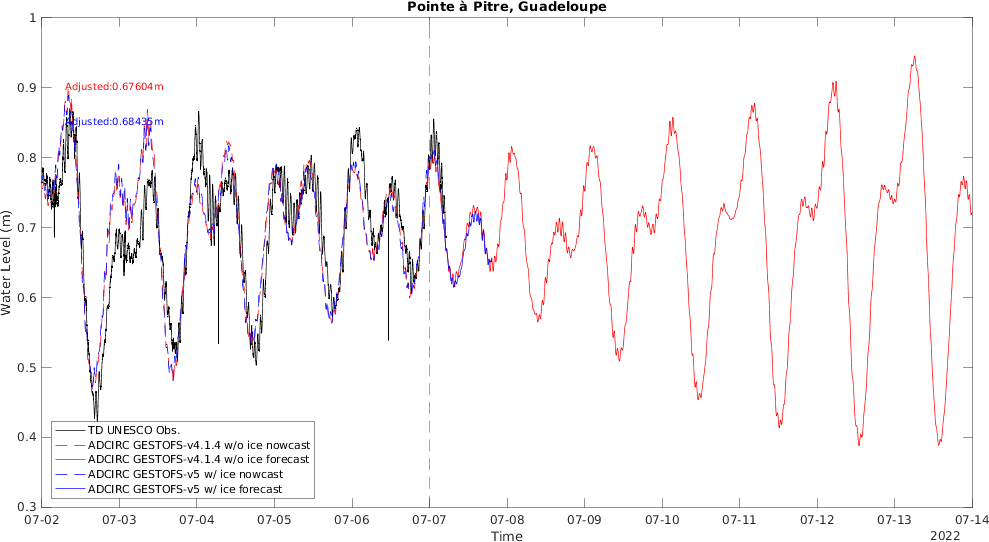 Pointe à Pitre, Guadeloupe
Water Level (m)
1
0.9
0.8
0.7
0.6
0.5
0.4
0.3
Adjusted:0.67604m
Adjusted:0.68435m
TD UNESCO Obs.
ADCIRC GESTOFS-v4.1.4 w/o ice nowcast
ADCIRC GESTOFS-v4.1.4 w/o ice forecast
ADCIRC GESTOFS-v5 w/ ice nowcast
ADCIRC GESTOFS-v5 w/ ice forecast
07-02 07-03 07-04 07-05 07-06 07-07 07-08 07-09 07-10 07-11 07-12 07-13 07-14
Time
2022